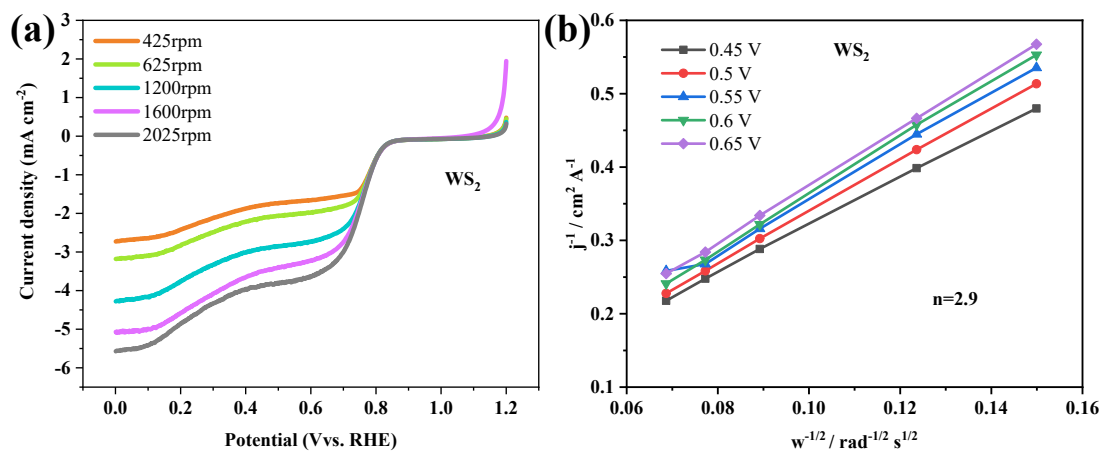 (a)
425rpm
625rpm
1200rpm
1600rpm
2025rpm
WS2
3
2
1
0
-1
-2
-3
-4
-5
-6
Current density (mA cm-2)
0.0 0.2 0.4 0.6 0.8 1.0 1.2
Potential (Vvs. RHE)
(b)
WS2
0.45 V
0.5 V
0.55 V
0.6 V
0.65 V
n=2.9
0.6
0.5
0.4
0.3
0.2
0.1
j-1 / cm2 A-1
0.06 0.08 0.10 0.12 0.14 0.16
w-1/2 / rad-1/2 s1/2